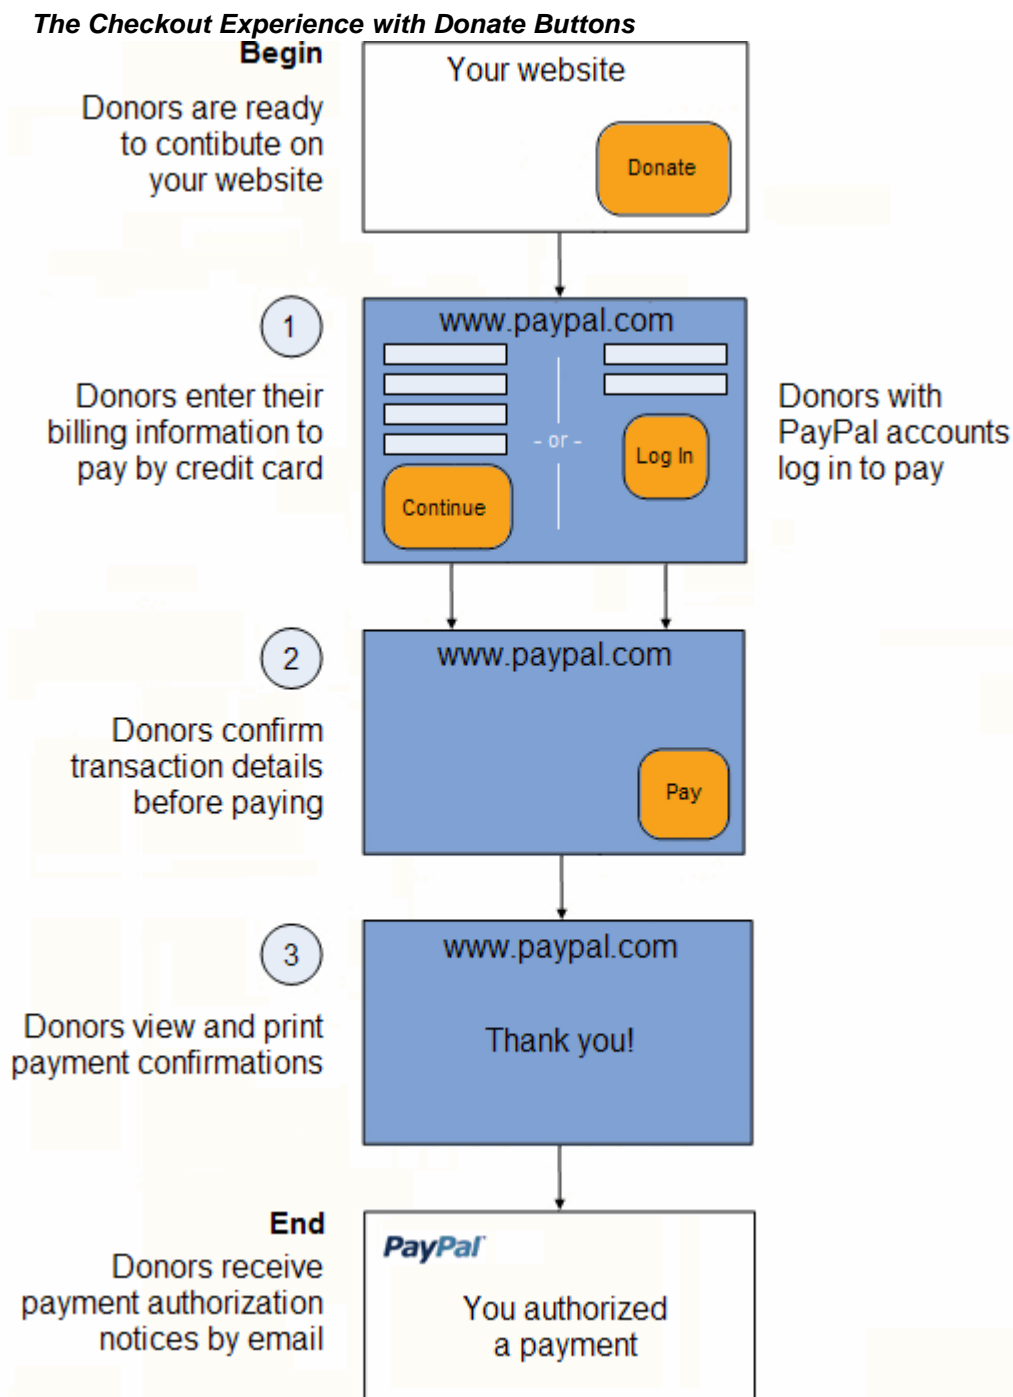 The Checkout Experience with Donate Buttons
Begin
Your website
Donors are ready
to contibute on
your website
Donate
1
www.paypal.com
Donors enter their
billing information to
pay by credit card
- or -
Continue
Log In
Donors with
PayPal accounts
log in to pay
2
www.paypal.com
Donors confirm
transaction details
before paying
Pay
3
www.paypal.com
Donors view and print
payment confirmations
Thank you!
End
Donors receive
payment authorization
notices by email
PayPal
You authorized
a payment